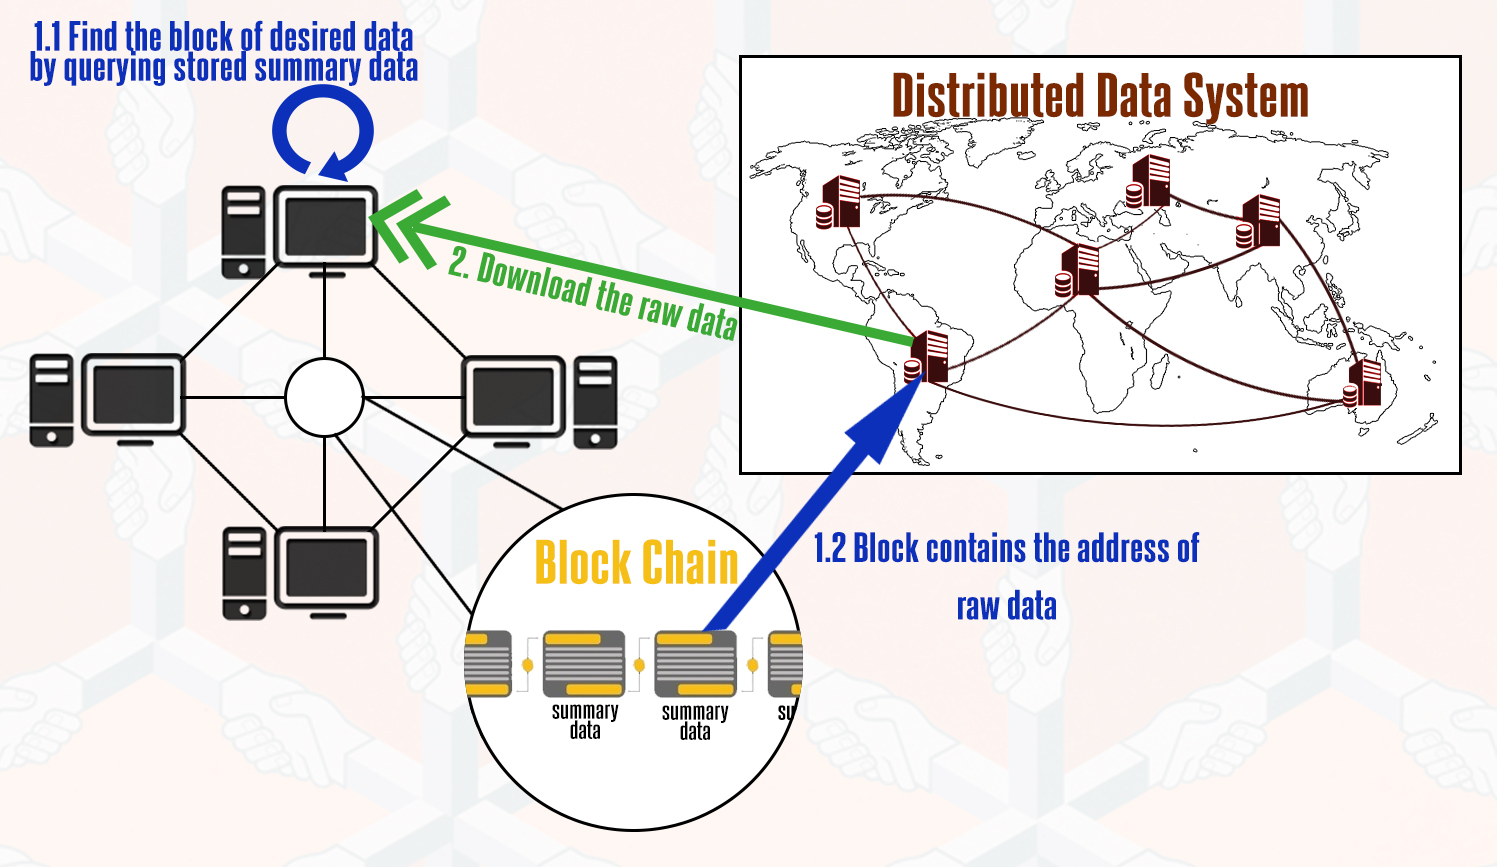 1.1 Find the block of desired data
by querying stored summary data
Distributed Data System
2. Download the raw data
1.2 Block contains the address of
raw data
Block Chain
summary
data
summary
data
su